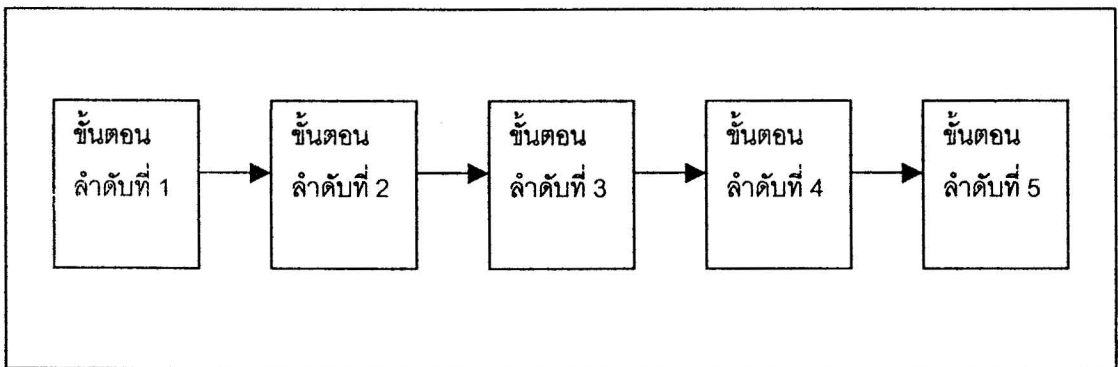 ขั้นตอน
ลำดับที่ 1
ขั้นตอน
ลำดับที่ 2
ขั้นตอน
ลำดับที่ 3
ขั้นตอน
ลำดับที่ 4
ขั้นตอน
ลำดับที่ 5